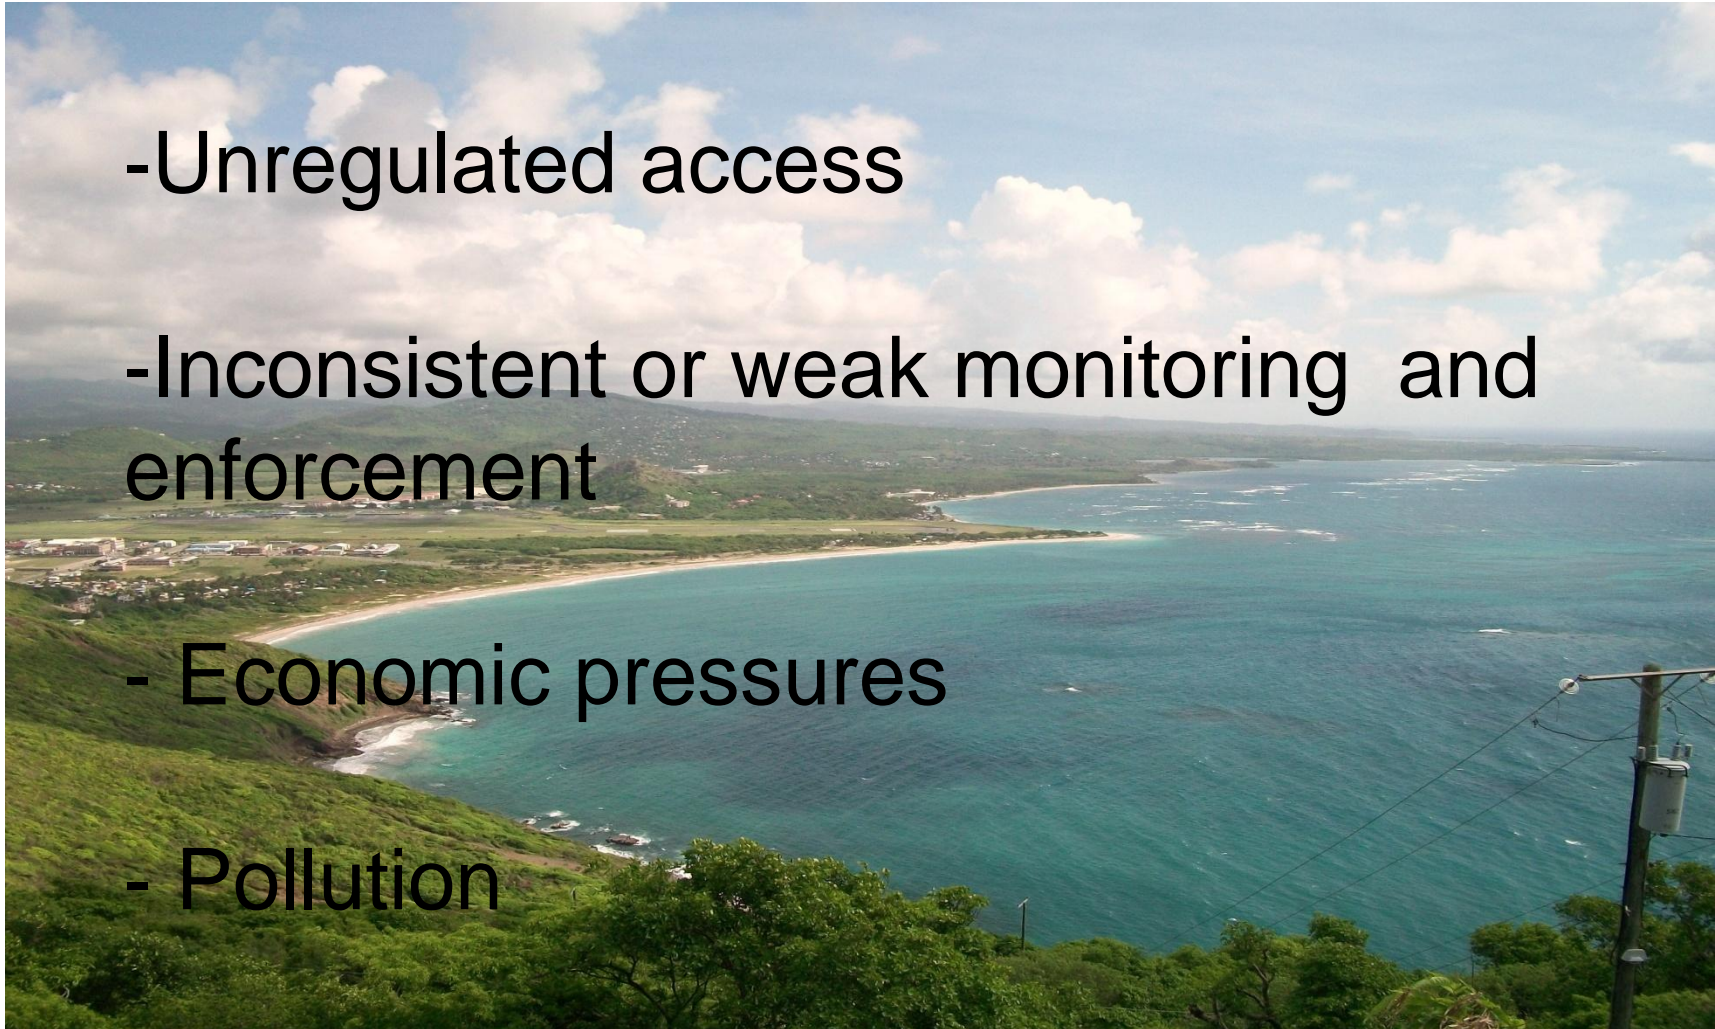 -Unregulated access
-Inconsistent or weak monitoring  and
enforcement
- Economic pressures
- Pollution